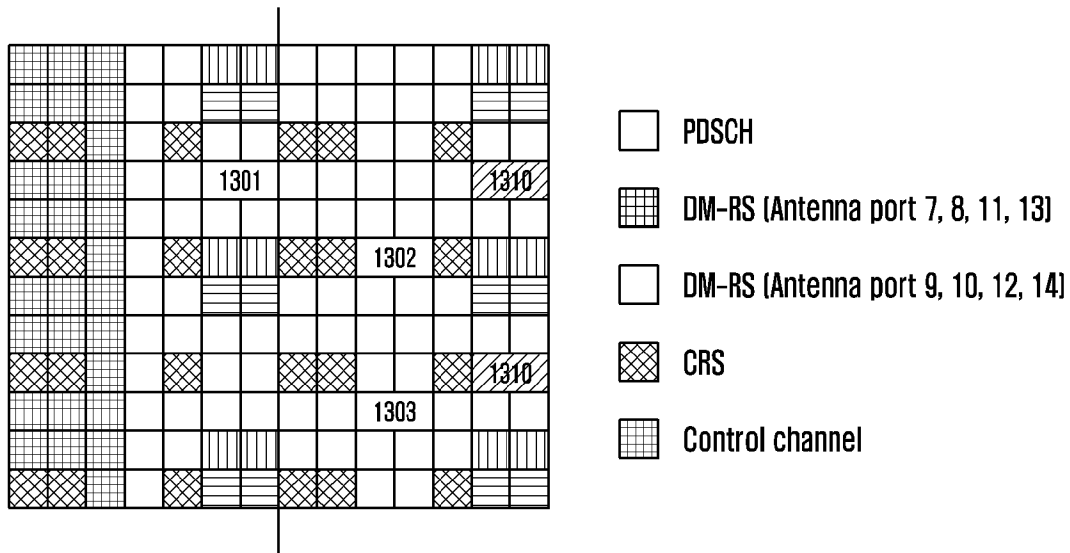 1301
1310
1302
1310
1303
PDSCH
DM-RS (Antenna port 7, 8, 11, 13)
DM-RS (Antenna port 9, 10, 12, 14)
CRS
Control channel